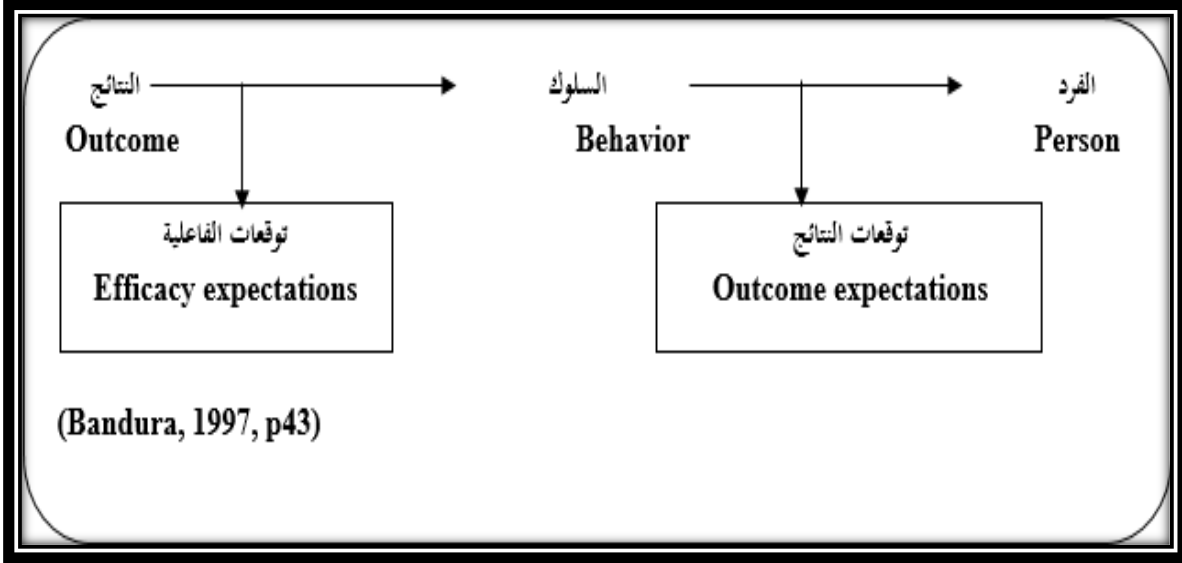 النتائج
السلوك
الفرد
Outcome
Behavior
Person
توقعات الفاعلية
توقعات النتائج
Efficacy expectations
Outcome expectations
(Bandura, 1997, p43)